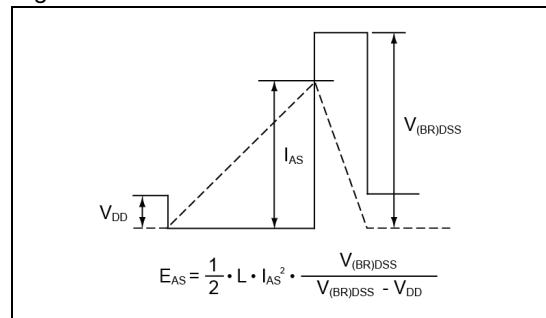 V(BR)DSS
IAS
VDD
EAS = 1/2 • L • IAS² • V(BR)DSS / (V(BR)DSS - VDD)